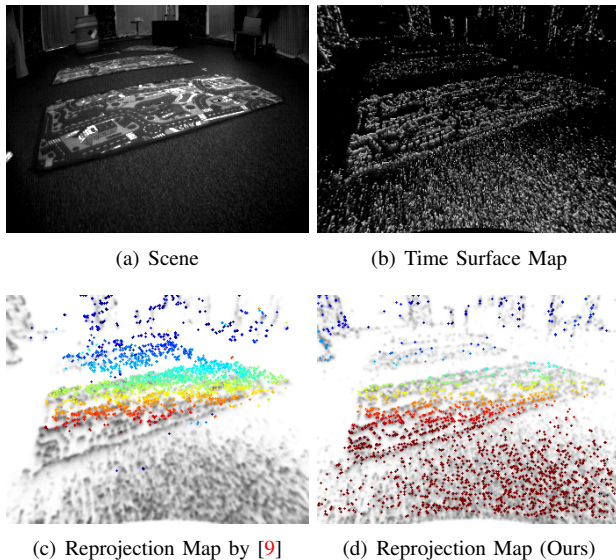 (a) Scene
(b) Time Surface Map
(c) Reprojection Map by [9]
(d) Reprojection Map (Ours)